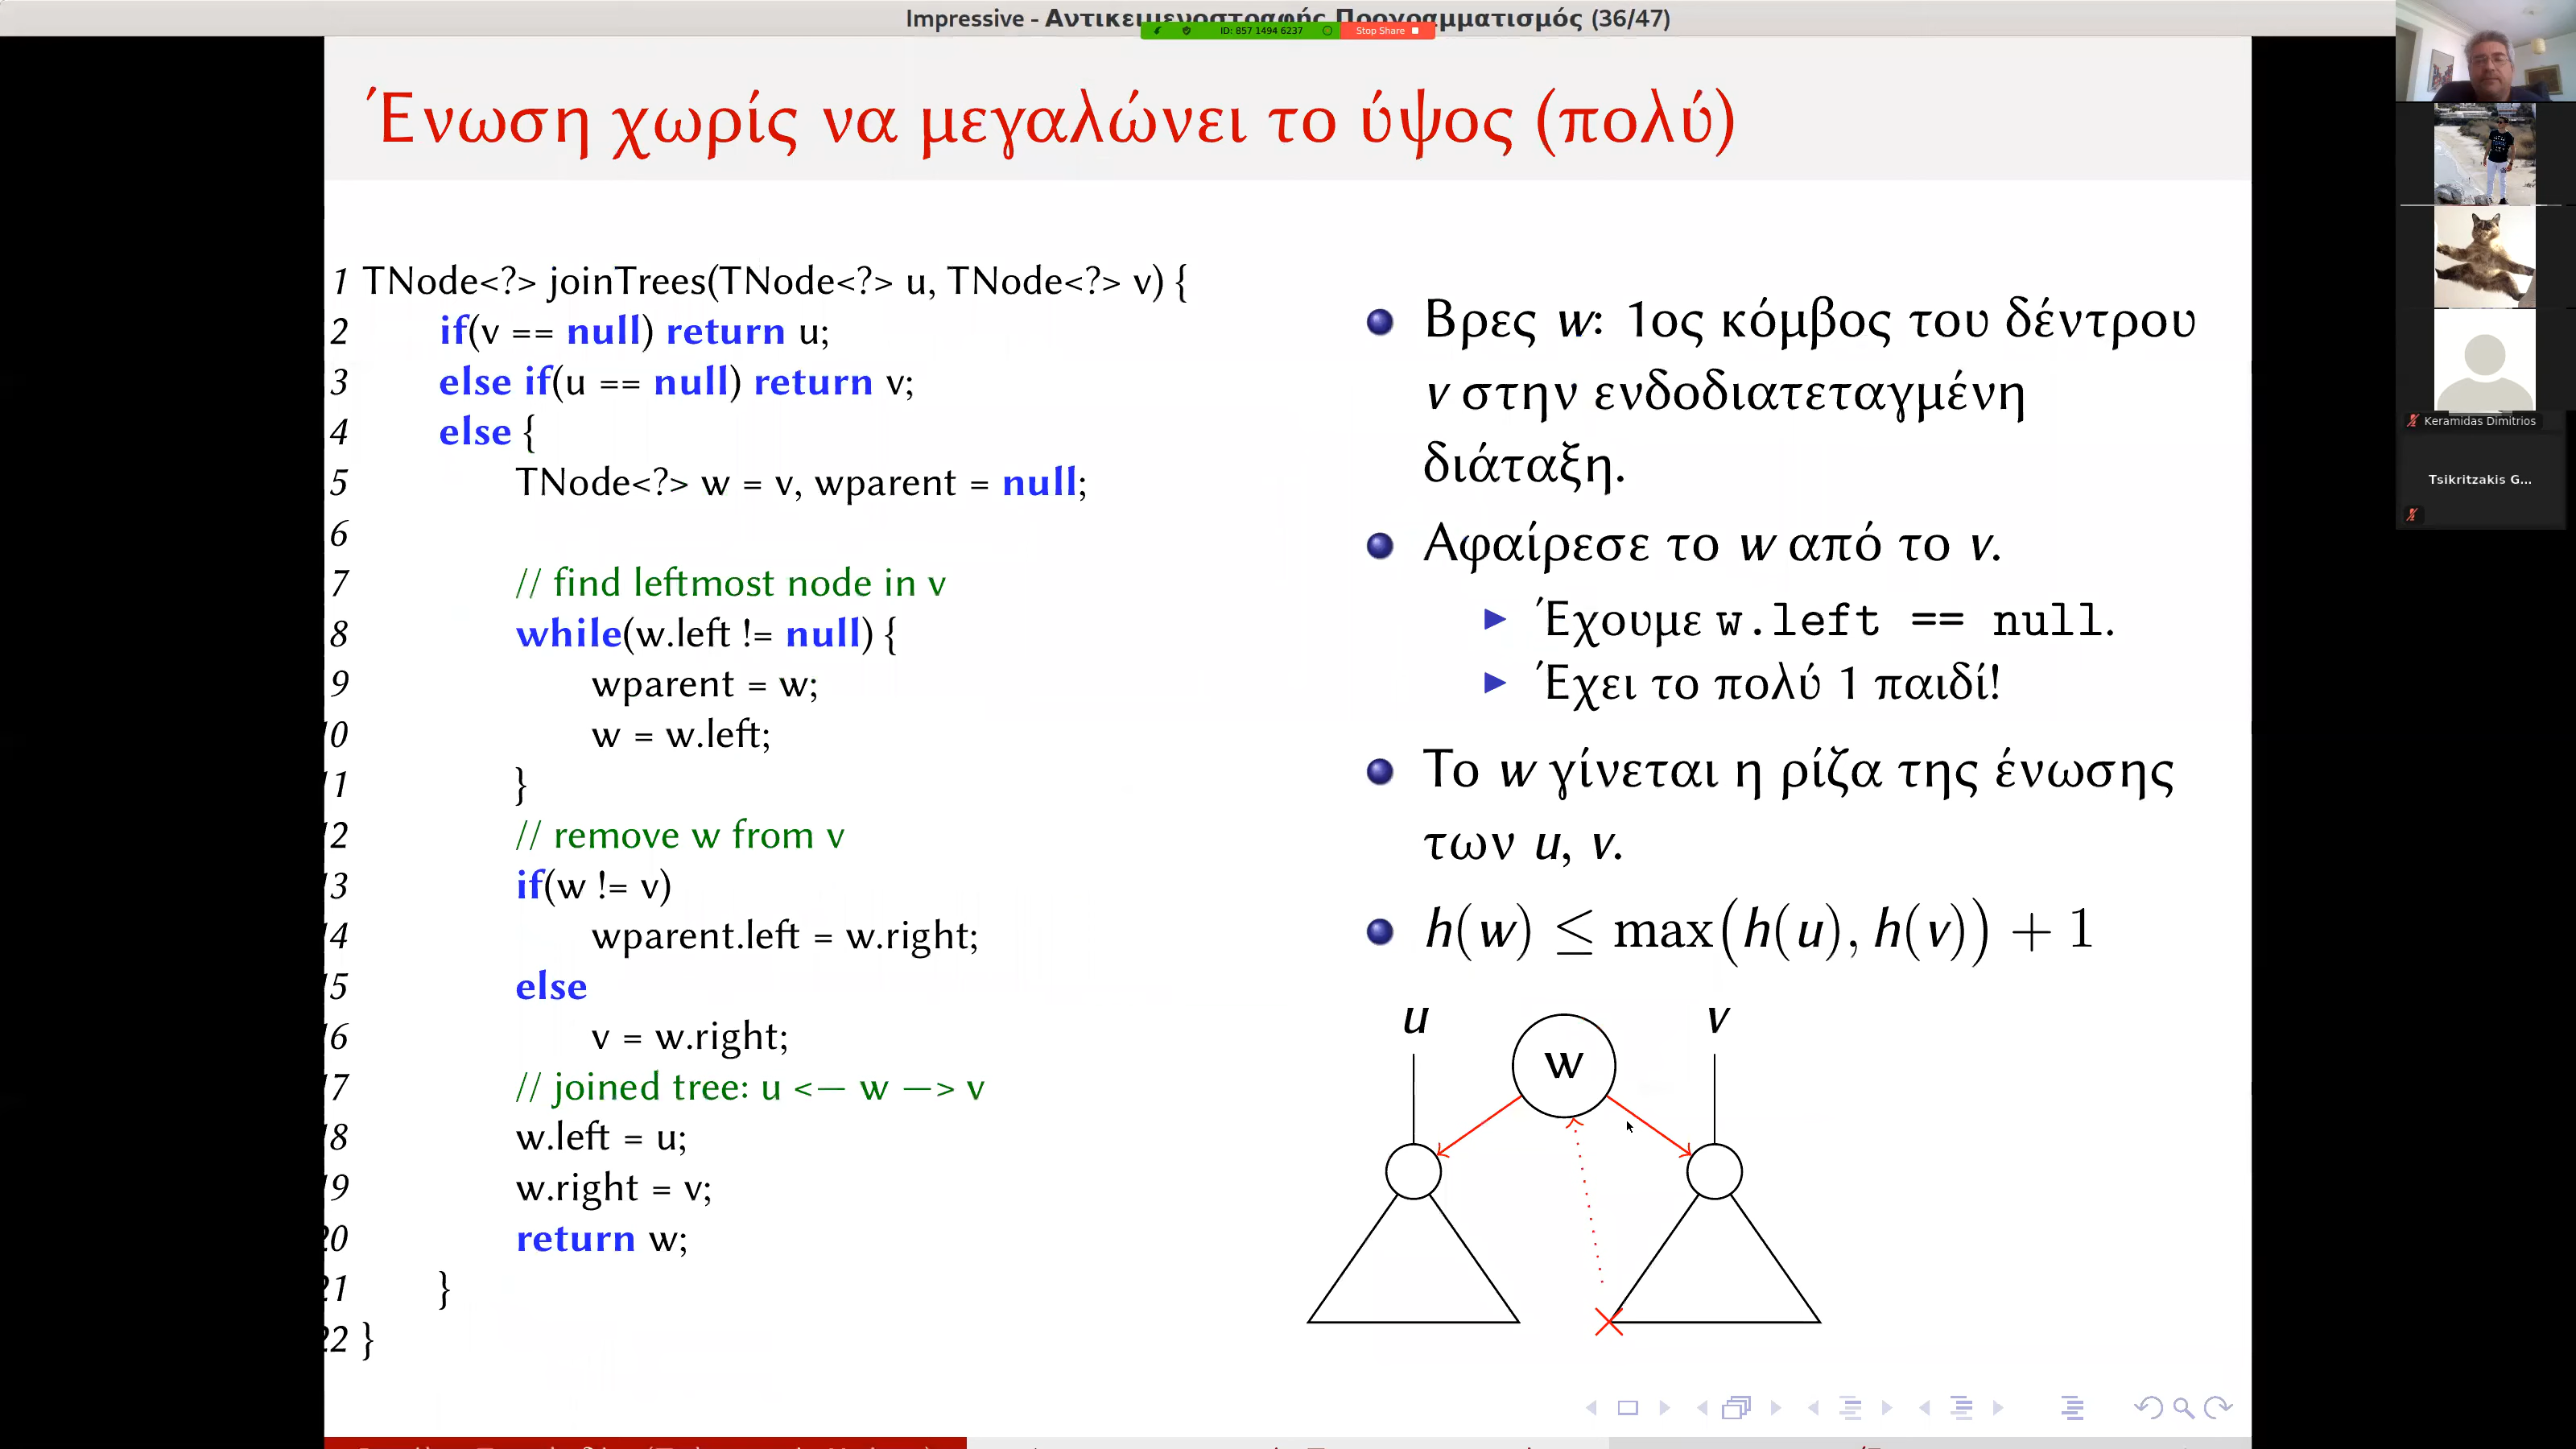 Impressive - Αντικειμενοστραφής Προγραμματισμός (36/47)
ID: 857 1494 6237
Stop Share
Ένωση χωρίς να μεγαλώνει το ύψος (πολύ)
1 TNode<?> joinTrees(TNode<?> u, TNode<?> v) {
2 if(v == null) return u;
3 else if(u == null) return v;
4 else {
5 TNode<?> w = v, wparent = null;
6
7 // find leftmost node in v
8 while(w.left != null) {
9 wparent = w;
10 w = w.left;
11 }
12 // remove w from v
13 if(w != v)
14 wparent.left = w.right;
15 else
16 v = w.right;
17 // joined tree: u <— w —> v
18 w.left = u;
19 w.right = v;
20 return w;
21 }
22 }
Βρες w: 1ος κόμβος του δέντρου
v στην ενδοδιατεταγμένη
διάταξη.
Αφαίρεσε το w από το v.
Έχουμε w.left == null.
Έχει το πολύ 1 παιδί!
Το w γίνεται η ρίζα της ένωσης
των u, v.
h(w) ≤ max(h(u), h(v)) + 1
u
w
v
Keramidas Dimitrios
Tsikritzakis G...